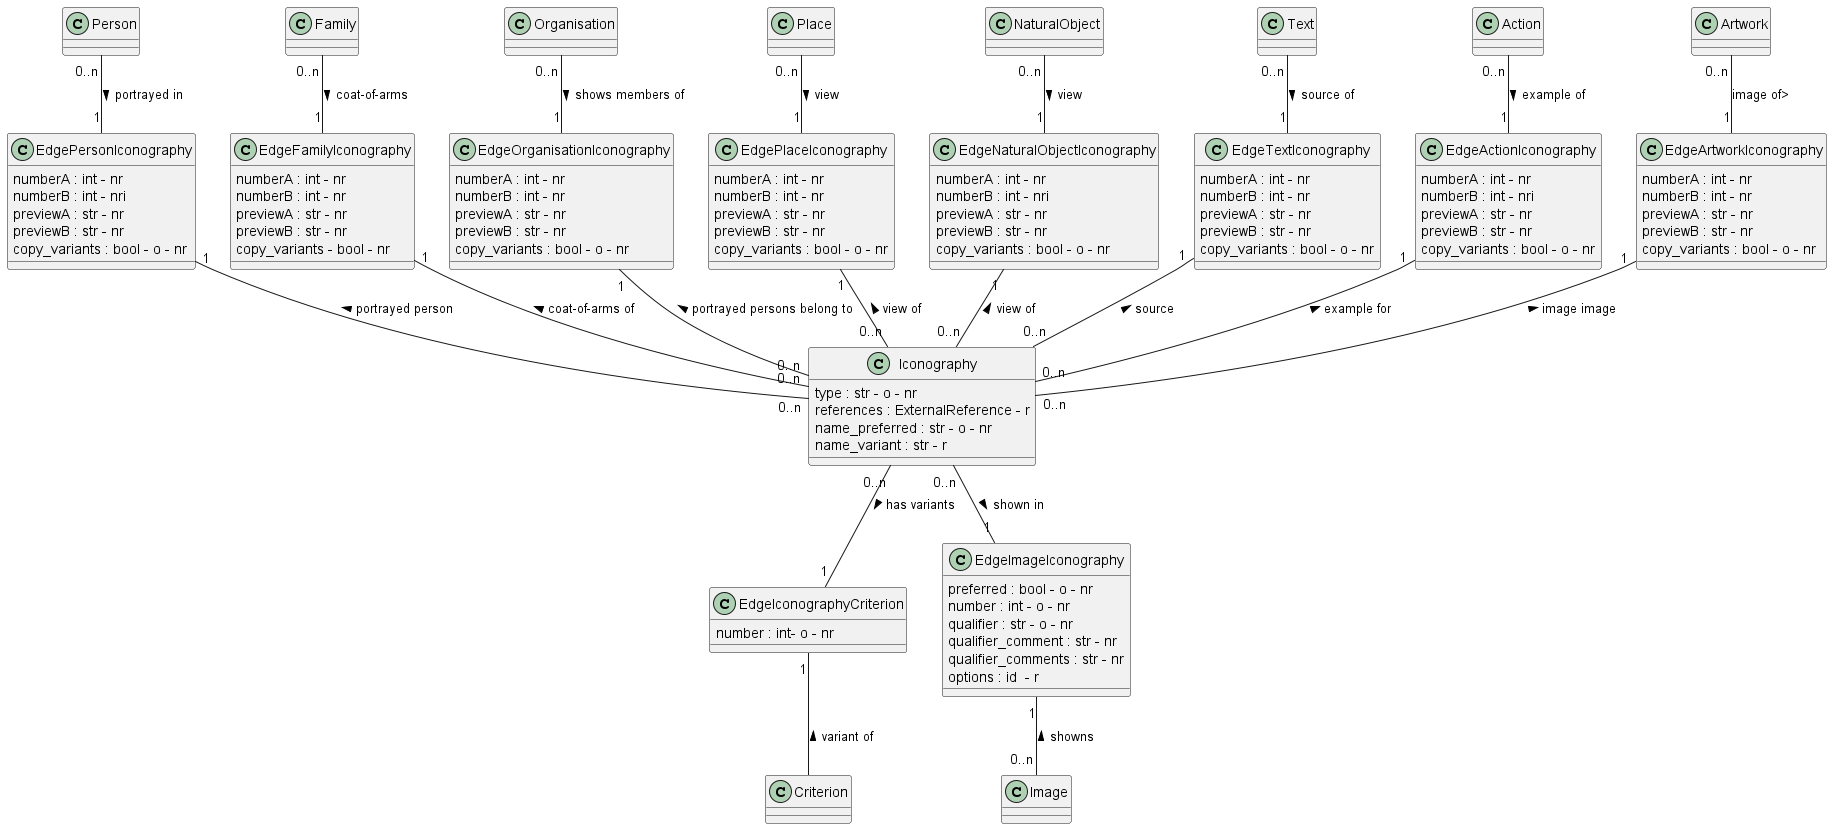 C Person
C Family
C Organisation
C Place
C NaturalObject
C Text
C Action
C Artwork
0..n
0..n
0..n
0..n
0..n
0..n
0..n
0..n
portrayed in
coat-of-arms
shows members of
view
view
source of
example of
image of>
1
1
1
1
1
1
1
1
C EdgePersonIconography
numberA : int - nr
numberB : int - nri
previewA : str - nr
previewB : str - nr
copy_variants : bool - o - nr
C EdgeFamilyIconography
numberA : int - nr
numberB : int - nr
previewA : str - nr
previewB : str - nr
copy_variants - bool - nr
C EdgeOrganisationIconography
numberA : int - nr
numberB : int - nr
previewA : str - nr
previewB : str - nr
copy_variants : bool - o - nr
C EdgePlaceIconography
numberA : int - nr
numberB : int - nr
previewA : str - nr
previewB : str - nr
copy_variants : bool - o - nr
C EdgeNaturalObjectIconography
numberA : int - nr
numberB : int - nri
previewA : str - nr
previewB : str - nr
copy_variants : bool - o - nr
C EdgeTextIconography
numberA : int - nr
numberB : int - nr
previewA : str - nr
previewB : str - nr
copy_variants : bool - o - nr
C EdgeActionIconography
numberA : int - nr
numberB : int - nri
previewA : str - nr
previewB : str - nr
copy_variants : bool - o - nr
C EdgeArtworkIconography
numberA : int - nr
numberB : int - nr
previewA : str - nr
previewB : str - nr
copy_variants : bool - o - nr
1
1
1
1
1
1
1
1
portrayed person
coat-of-arms of
portrayed persons belong to
view of
view of
source
example for
image image
0..n
0..n
0..n
0..n
0..n
0..n
0..n
0..n
C Iconography
type : str - o - nr
references : ExternalReference - r
name_preferred : str - o - nr
name_variant : str - r
0..n
0..n
has variants
shown in
1
1
C EdgeIconographyCriterion
number : int- o - nr
C EdgeImageIconography
preferred : bool - o - nr
number : int - o - nr
qualifier : str - o - nr
qualifier_comment : str - nr
qualifier_comments : str - nr
options : id  - r
1
1
variant of
showns
0..n
C Criterion
C Image